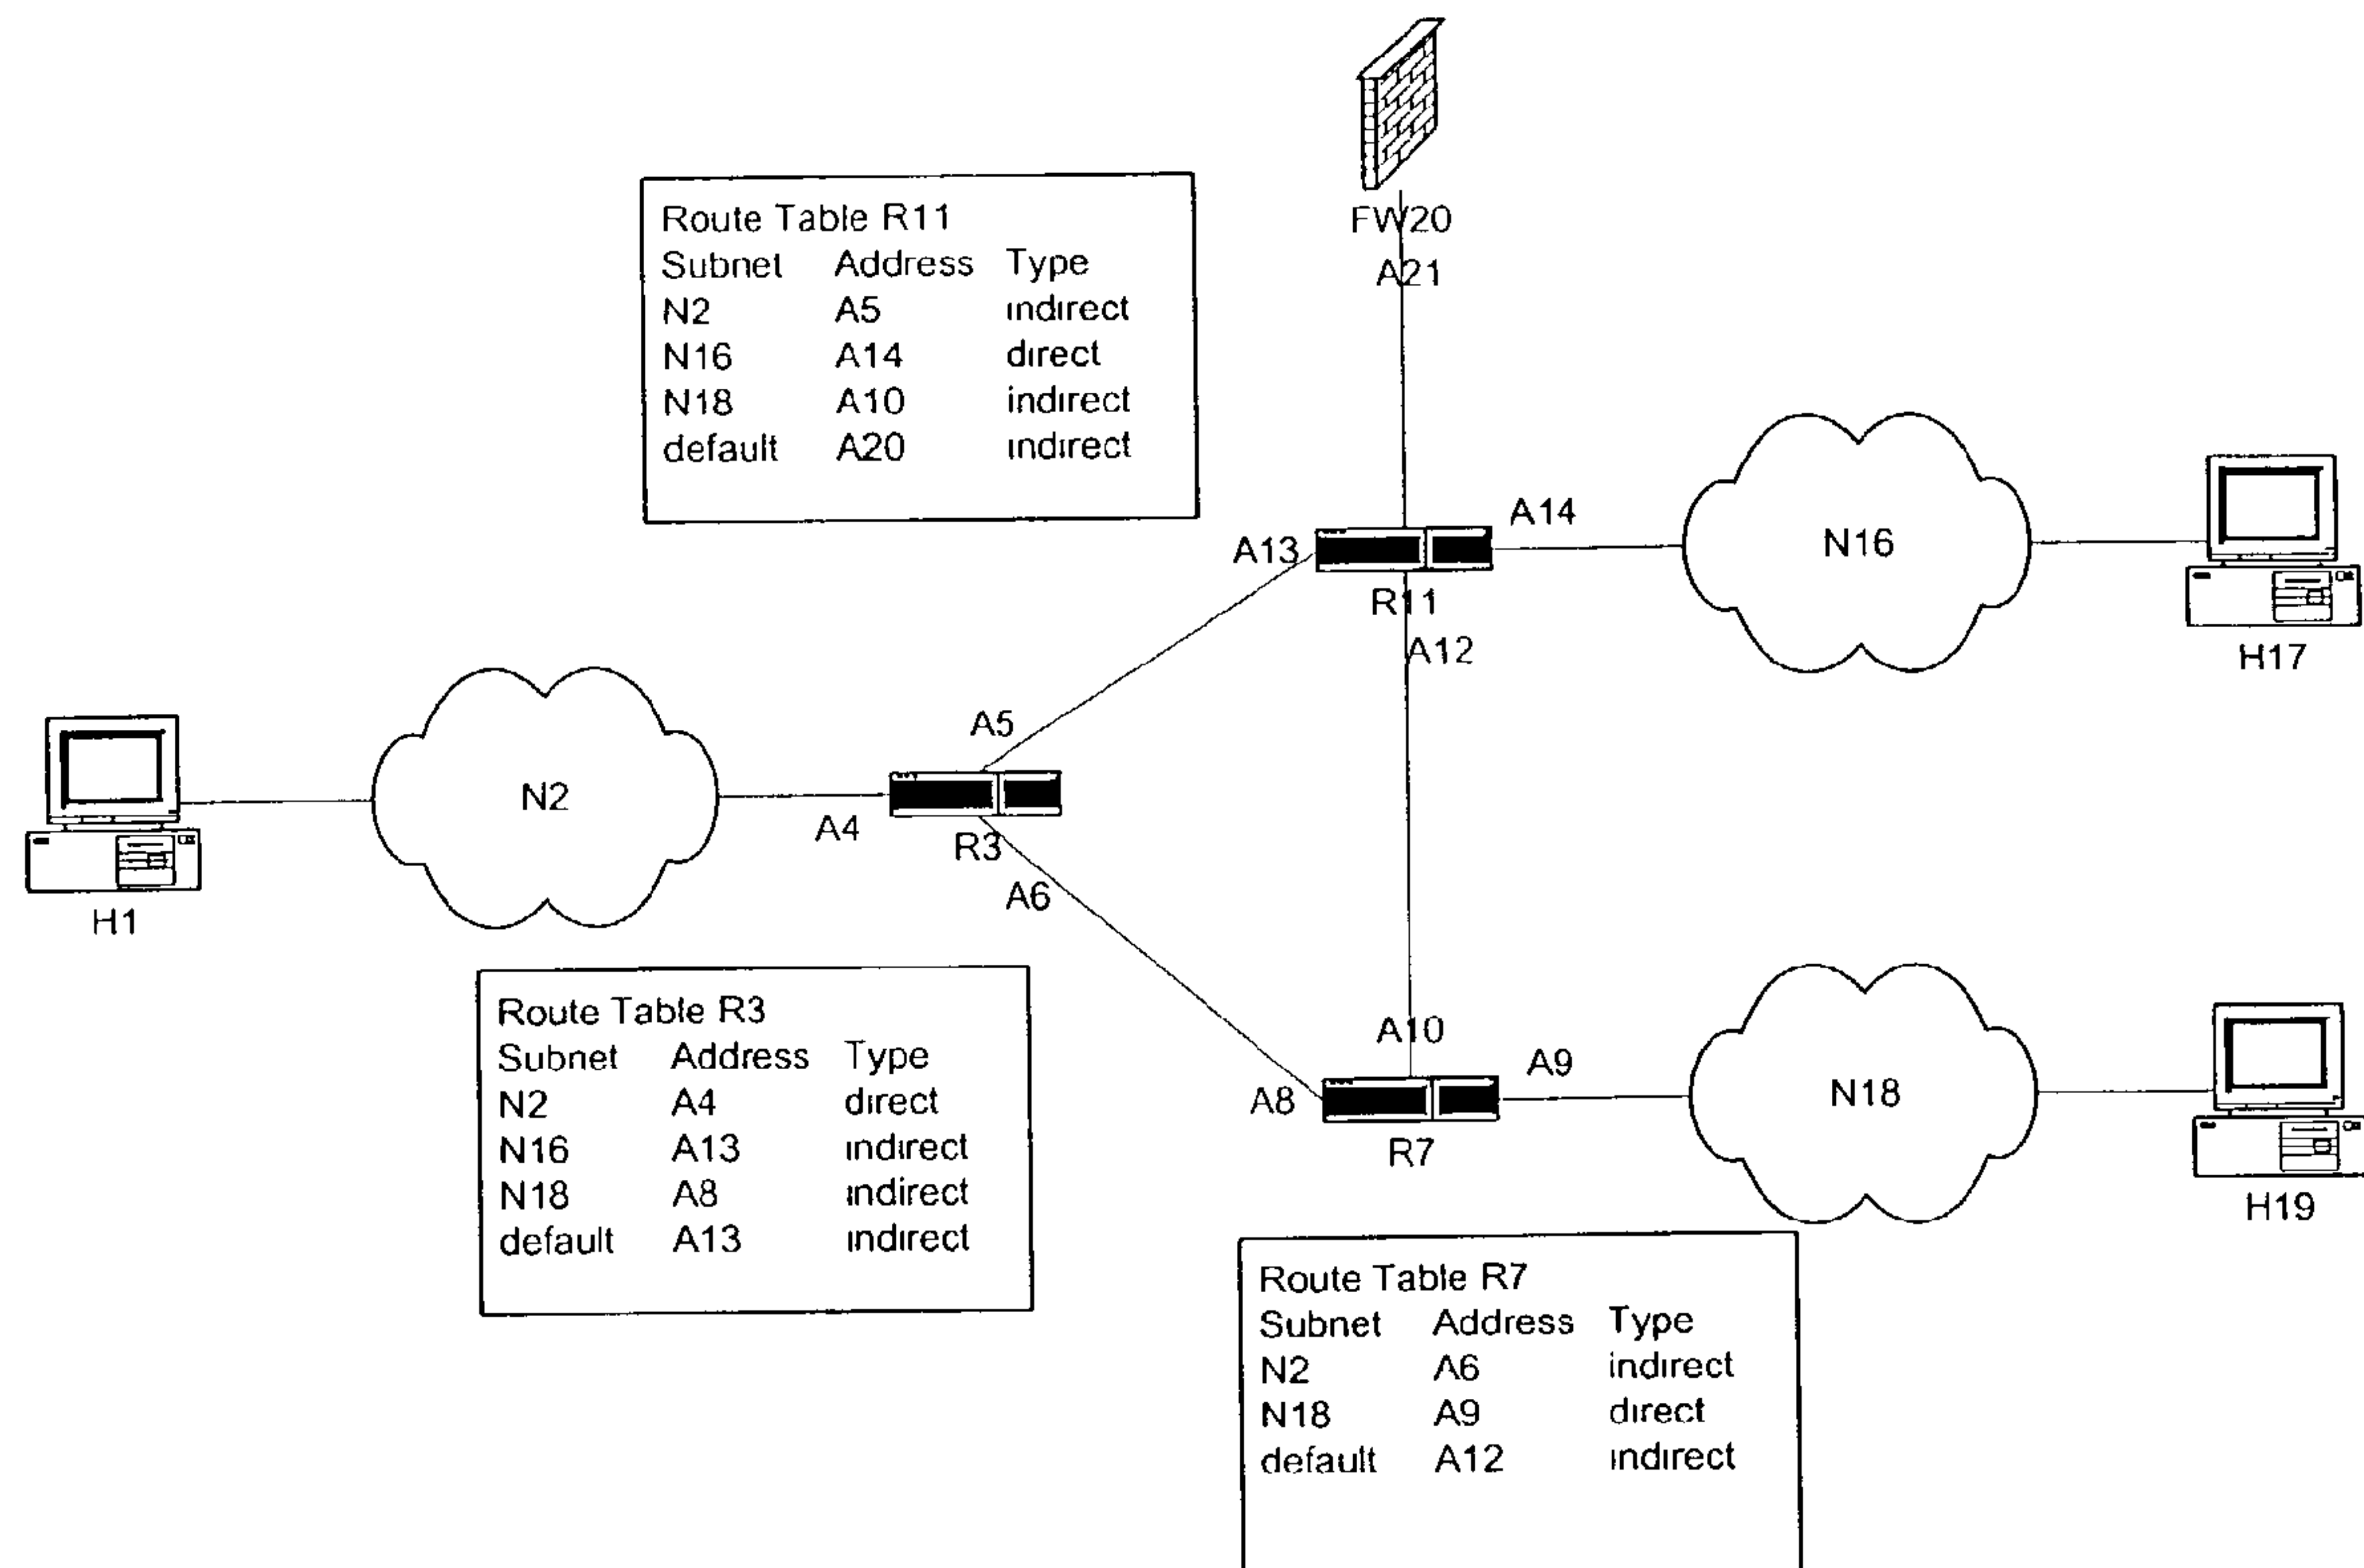 FW20
A21
Route Table R11
Subnet Address Type
N2 A5 indirect
N16 A14 direct
N18 A10 indirect
default A20 indirect
A13
A14
R11
A12
N16
H17
H1
N2
A4
A5
R3
A6
Route Table R3
Subnet Address Type
N2 A4 direct
N16 A13 indirect
N18 A8 indirect
default A13 indirect
A10
A9
A8
R7
N18
H19
Route Table R7
Subnet Address Type
N2 A6 indirect
N18 A9 direct
default A12 indirect